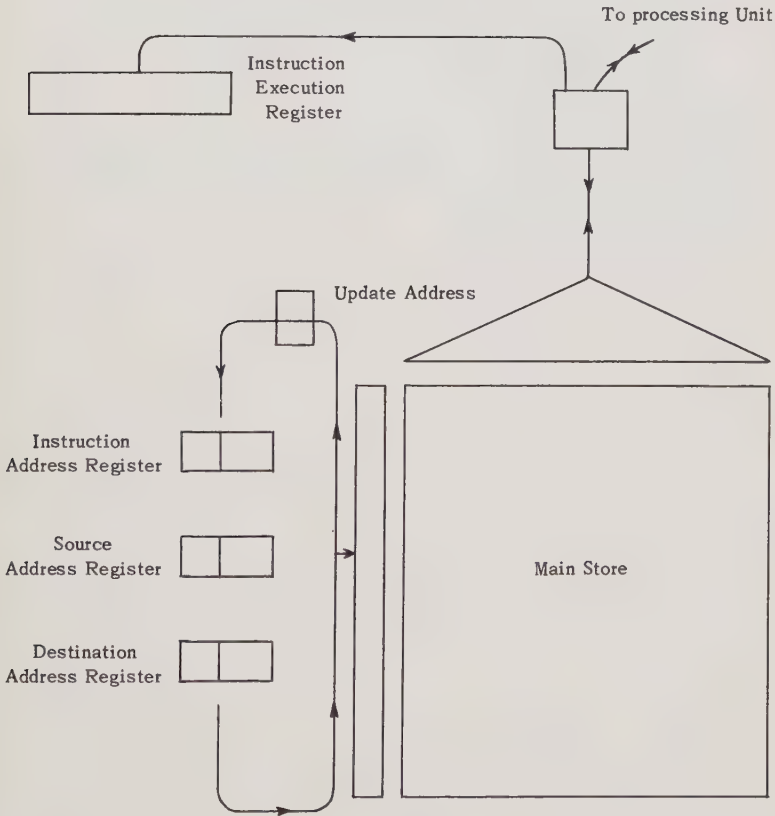 To processing Unit
Instruction
Execution
Register
Update Address
Instruction
Address Register
Source
Address Register
Main Store
Destination
Address Register